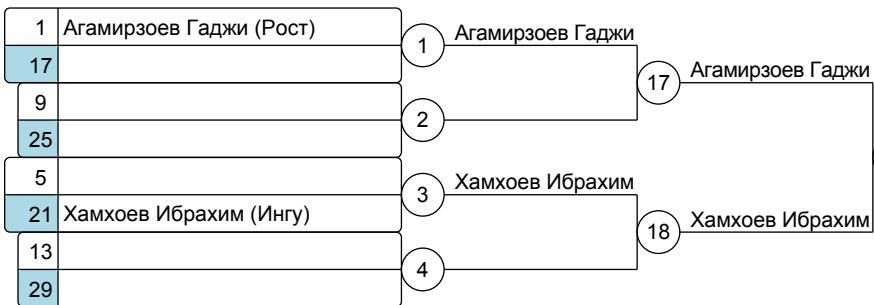 1 Агамирзоев Гаджи (Рост)
17
1 Агамирзоев Гаджи
9
25
2
17 Агамирзоев Гаджи
5
21 Хамхоев Ибрахим (Ингу)
3 Хамхоев Ибрахим
13
29
4
18 Хамхоев Ибрахим